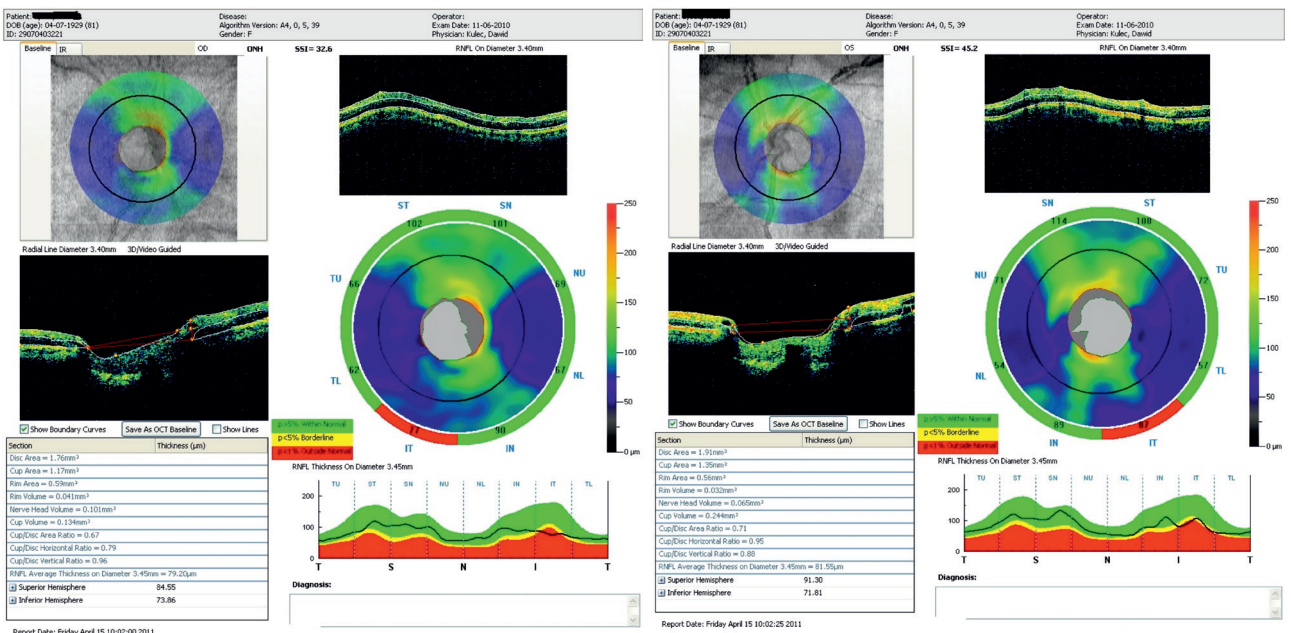 Patient:
DOB (age): 04-07-1929 (81)
ID: 29070403221
Disease:
Algorithm Version: A4, 0, 5, 39
Gender: F
Operator:
Exam Date: 11-06-2010
Physician: Kulec, Dawid
Baseline IR OD ONH SSI= 32.6 RNFL On Diameter 3.40mm
Radial Line Diameter 3.40mm 3D/Video Guided
ST SN
102 101
TU NU
66 69
62 67
TL NL
77 90
IT IN
250
200
150
100
50
0 µm
Show Boundary Curves Save As OCT Baseline Show Lines
p>5% Within Normal
p<5% Borderline
p<1% Outside Normal
Section Thickness (µm)
Disc Area = 1.76mm²
Cup Area = 1.17mm²
Rim Area = 0.59mm²
Rim Volume = 0.041mm³
Nerve Head Volume = 0.101mm³
Cup Volume = 0.134mm³
Cup/Disc Area Ratio = 0.67
Cup/Disc Horizontal Ratio = 0.79
Cup/Disc Vertical Ratio = 0.96
RNFL Average Thickness on Diameter 3.45mm = 79.20µm
Superior Hemisphere 84.55
Inferior Hemisphere 73.86
RNFL Thickness On Diameter 3.45mm
TU ST SN NU NL IN IT TL
200
100
0
T S N I T
Diagnosis:
Report Date: Friday April 15 10:02:00 2011
Patient:
DOB (age): 04-07-1929 (81)
ID: 29070403221
Disease:
Algorithm Version: A4, 0, 5, 39
Gender: F
Operator:
Exam Date: 11-06-2010
Physician: Kulec, Dawid
Baseline IR OS ONH SSI= 45.2 RNFL On Diameter 3.40mm
Radial Line Diameter 3.40mm 3D/Video Guided
SN ST
114 108
NU TU
71 72
54 57
NL TL
89 87
IN IT
250
200
150
100
50
0 µm
Show Boundary Curves Save As OCT Baseline Show Lines
p>5% Within Normal
p<5% Borderline
p<1% Outside Normal
Section Thickness (µm)
Disc Area = 1.91mm²
Cup Area = 1.35mm²
Rim Area = 0.56mm²
Rim Volume = 0.032mm³
Nerve Head Volume = 0.065mm³
Cup Volume = 0.244mm³
Cup/Disc Area Ratio = 0.71
Cup/Disc Horizontal Ratio = 0.95
Cup/Disc Vertical Ratio = 0.88
RNFL Average Thickness on Diameter 3.45mm = 81.55µm
Superior Hemisphere 91.30
Inferior Hemisphere 71.81
RNFL Thickness On Diameter 3.45mm
TU ST SN NU NL IN IT TL
200
100
0
T S N I T
Diagnosis:
Report Date: Friday April 15 10:02:25 2011